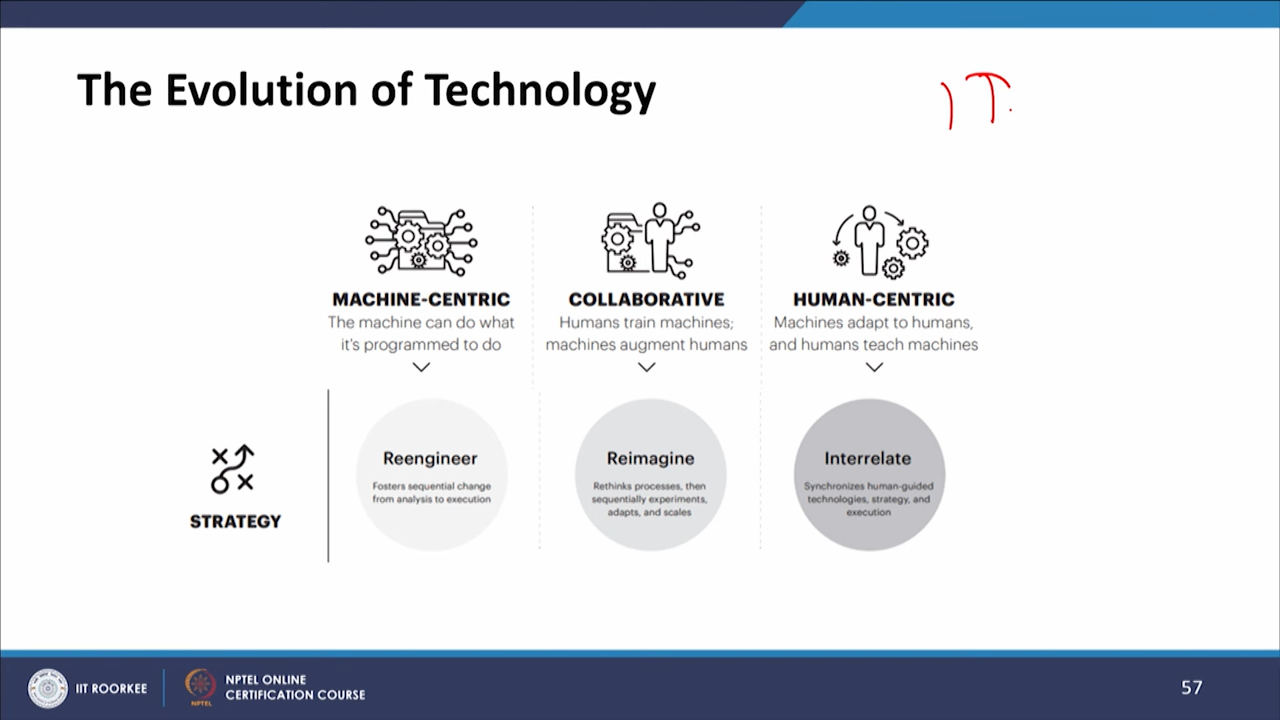 The Evolution of Technology
IT
MACHINE-CENTRIC
The machine can do what
it's programmed to do
COLLABORATIVE
Humans train machines;
machines augment humans
HUMAN-CENTRIC
Machines adapt to humans,
and humans teach machines
STRATEGY
Reengineer
Fosters sequential change
from analysis to execution
Reimagine
Rethinks processes, then
sequentially experiments,
adapts, and scales
Interrelate
Synchronizes human-guided
technologies, strategy, and
execution
IIT ROORKEE
NPTEL
NPTEL ONLINE
CERTIFICATION COURSE
57